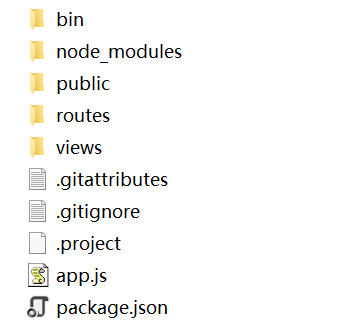 bin
node_modules
public
routes
views
.gitattributes
.gitignore
.project
app.js
package.json